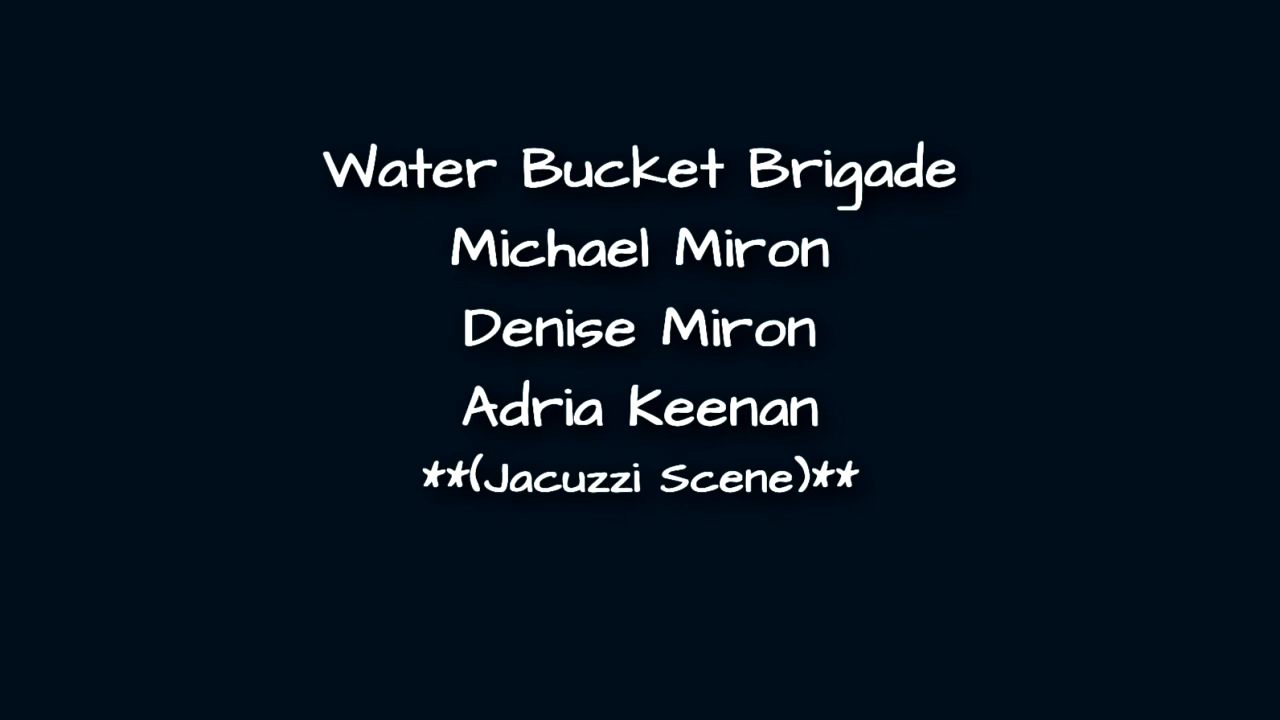 Water Bucket Brigade
Michael Miron
Denise Miron
Adria Keenan
**(Jacuzzi Scene)**